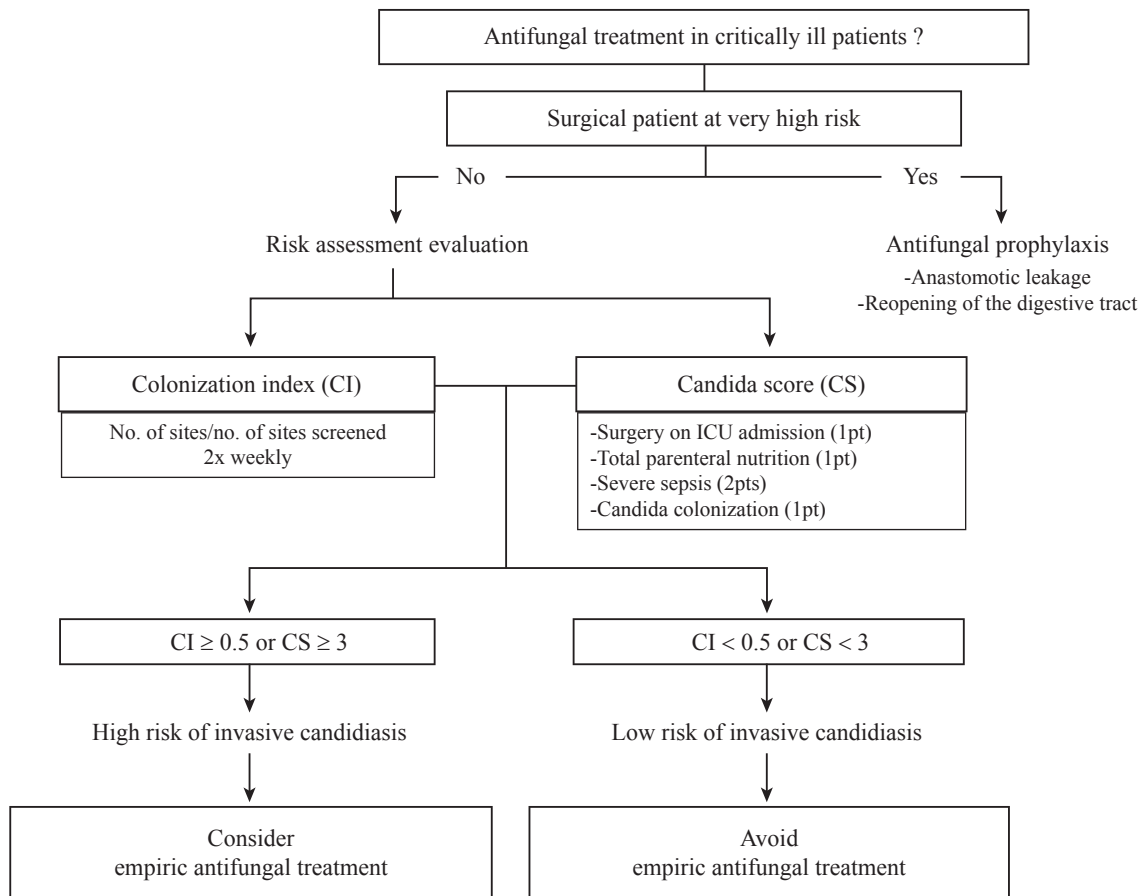 Antifungal treatment in critically ill patients ?
Surgical patient at very high risk
No
Yes
Risk assessment evaluation
Antifungal prophylaxis
-Anastomotic leakage
-Reopening of the digestive tract
Colonization index (CI)
No. of sites/no. of sites screened
2x weekly
Candida score (CS)
-Surgery on ICU admission (1pt)
-Total parenteral nutrition (1pt)
-Severe sepsis (2pts)
-Candida colonization (1pt)
CI ≥ 0.5 or CS ≥ 3
CI < 0.5 or CS < 3
High risk of invasive candidiasis
Low risk of invasive candidiasis
Consider
empiric antifungal treatment
Avoid
empiric antifungal treatment